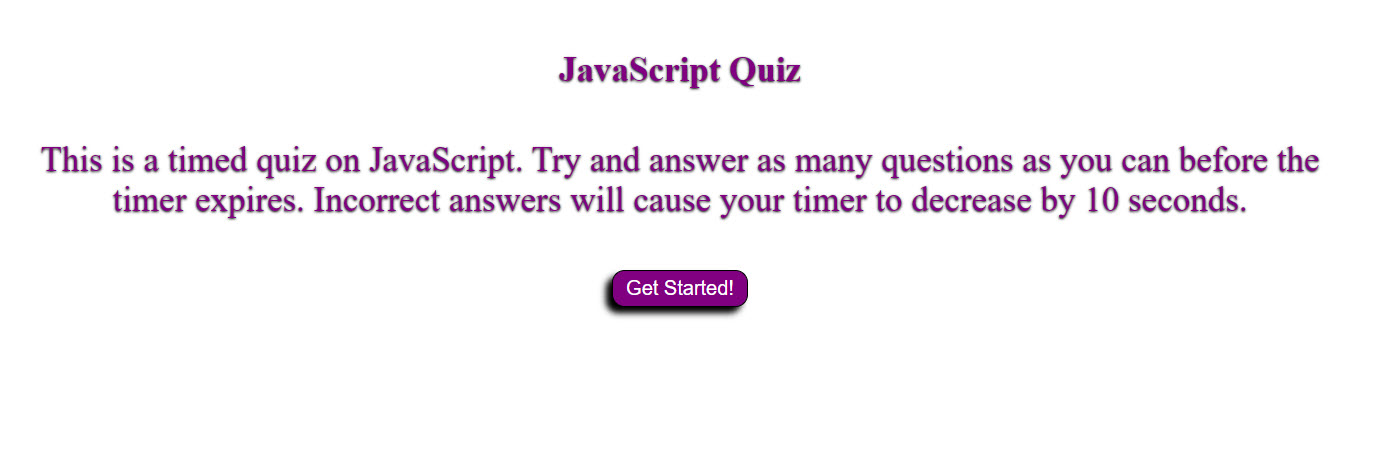 JavaScript Quiz
This is a timed quiz on JavaScript. Try and answer as many questions as you can before the
timer expires. Incorrect answers will cause your timer to decrease by 10 seconds.
Get Started!